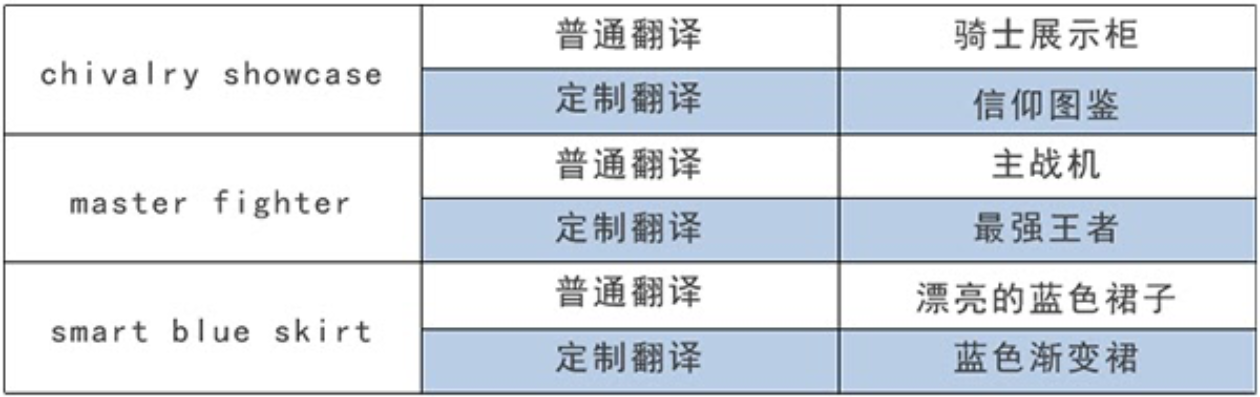 chivalry showcase
普通翻译
骑士展示柜
定制翻译
信仰图鉴
master fighter
普通翻译
主战机
定制翻译
最强王者
smart blue skirt
普通翻译
漂亮的蓝色裙子
定制翻译
蓝色渐变裙